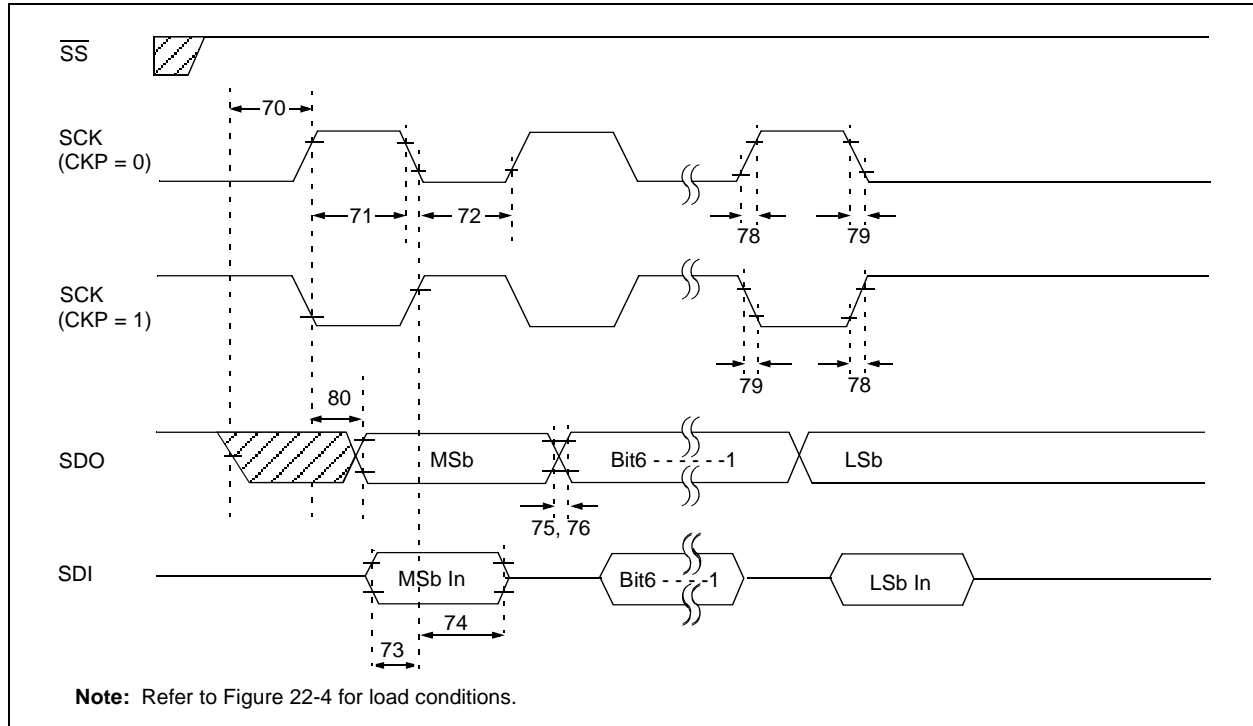 SS
70
SCK
(CKP = 0)
71
72
78
79
SCK
(CKP = 1)
79
78
80
SDO
MSb
Bit6 - - - - - -1
LSb
75, 76
SDI
MSb In
Bit6 - - - - -1
LSb In
74
73
Note: Refer to Figure 22-4 for load conditions.